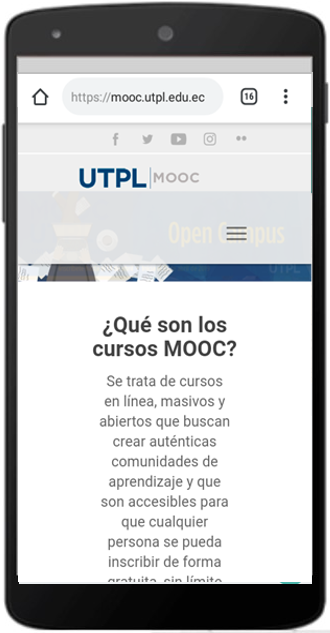 https://mooc.utpl.edu.ec
16
UTPL MOOC
Open Campus
UTPL
¿Qué son los
cursos MOOC?
Se trata de cursos
en línea, masivos y
abiertos que buscan
crear auténticas
comunidades de
aprendizaje y que
son accesibles para
que cualquier
persona se pueda
inscribir de forma
gratuita, sin límite